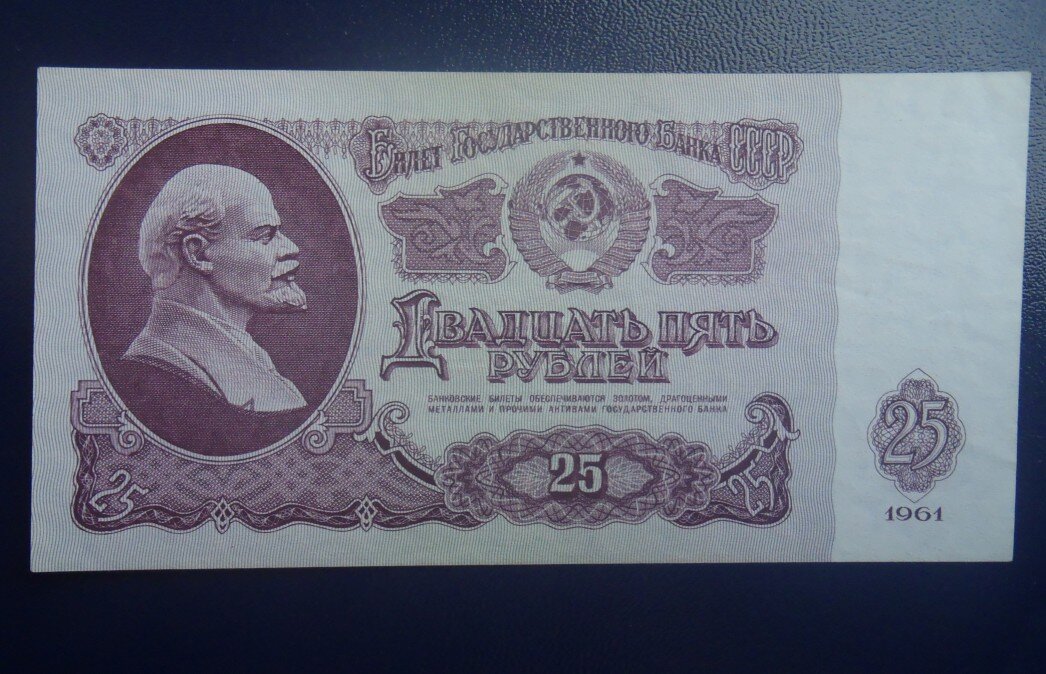 Билет Государственного Банка СССР
Двадцать пять
рублей
БАНКОВСКИЕ БИЛЕТЫ ОБЕСПЕЧИВАЮТСЯ ЗОЛОТОМ, ДРАГОЦЕННЫМИ
МЕТАЛЛАМИ И ПРОЧИМИ АКТИВАМИ ГОСУДАРСТВЕННОГО БАНКА
25
25
25
25
1961